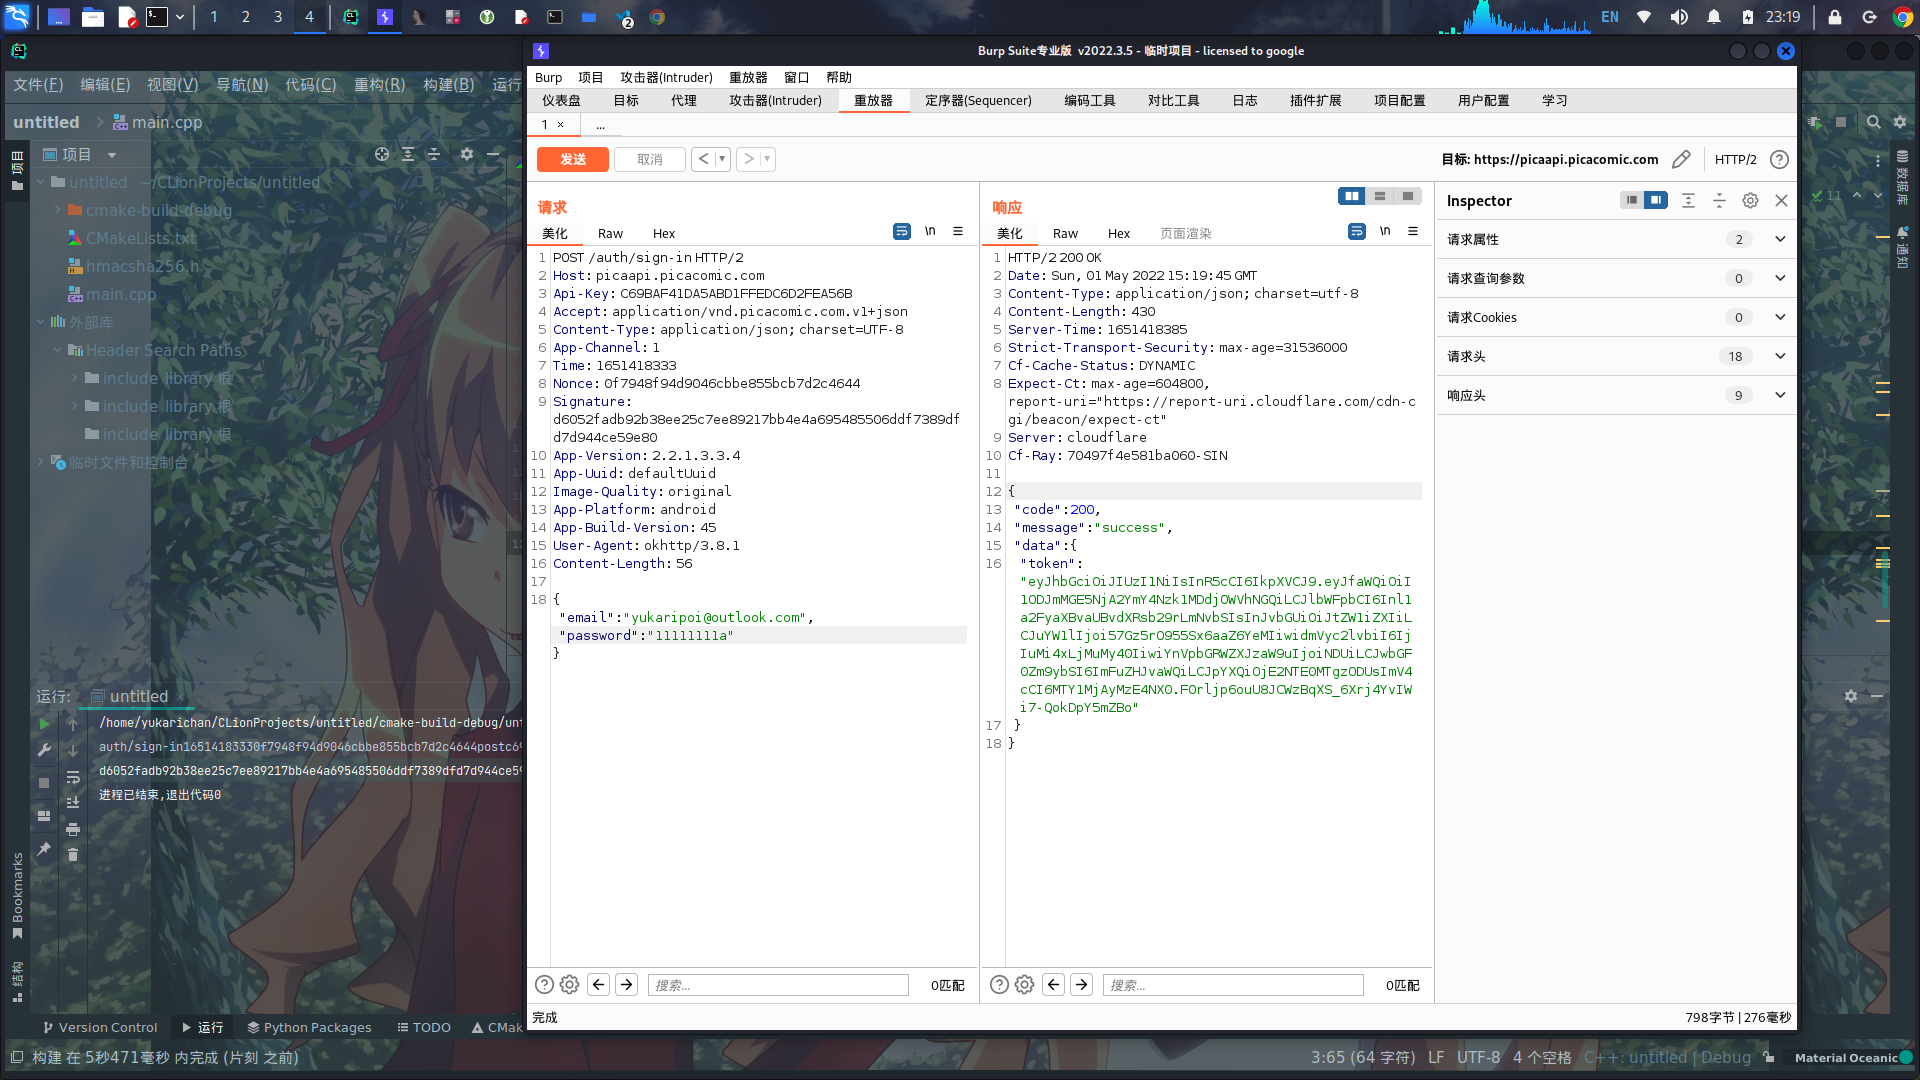 1 2 3 4
2
EN
23:19
Burp Suite专业版 v2022.3.5 - 临时项目 - licensed to google
文件(F) 编辑(E) 视图(V) 导航(N) 代码(C) 重构(R) 构建(B) 运行
Burp 项目 攻击器(Intruder) 重放器 窗口 帮助
仪表盘 目标 代理 攻击器(Intruder) 重放器 定序器(Sequencer) 编码工具 对比工具 日志 插件扩展 项目配置 用户配置 学习
untitled main.cpp
1 × ...
发送 取消 < >
目标: https://picaapi.picacomic.com HTTP/2
项目
项目
untitled ~/CLionProjects/untitled
cmake-build-debug
CMakeLists.txt
hmacsha256.h
main.cpp
外部库
Header Search Paths
include library 根
include library 根
include library 根
临时文件和控制台
请求
美化 Raw Hex \n
1 POST /auth/sign-in HTTP/2
2 Host: picaapi.picacomic.com
3 Api-Key: C69BAF41DA5ABD1FFEDC6D2FEA56B
4 Accept: application/vnd.picacomic.com.v1+json
5 Content-Type: application/json; charset=UTF-8
6 App-Channel: 1
7 Time: 1651418333
8 Nonce: 0f7948f94d9046cbbe855bcb7d2c4644
9 Signature:
d6052fadb92b38ee25c7ee89217bb4e4a695485506ddf7389df
d7d944ce59e80
10 App-Version: 2.2.1.3.3.4
11 App-Uuid: defaultUuid
12 Image-Quality: original
13 App-Platform: android
14 App-Build-Version: 45
15 User-Agent: okhttp/3.8.1
16 Content-Length: 56
17
18 {
"email":"yukaripoi@outlook.com",
"password":"11111111a"
}
搜索... 0匹配
响应
美化 Raw Hex 页面渲染 \n
1 HTTP/2 200 OK
2 Date: Sun, 01 May 2022 15:19:45 GMT
3 Content-Type: application/json; charset=utf-8
4 Content-Length: 430
5 Server-Time: 1651418385
6 Strict-Transport-Security: max-age=31536000
7 Cf-Cache-Status: DYNAMIC
8 Expect-Ct: max-age=604800,
report-uri="https://report-uri.cloudflare.com/cdn-c
gi/beacon/expect-ct"
9 Server: cloudflare
10 Cf-Ray: 70497f4e581ba060-SIN
11
12 {
13 "code":200,
14 "message":"success",
15 "data":{
16 "token":
"eyJhbGciOiJIUzI1NiIsInR5cCI6IkpXVCJ9.eyJfaWQiOiI
1ODJmMGE5NjA2YmY4Nzk1MDdjOWVhNGQiLCJlbWFpbCI6Inl1
a2FyaXBvaUBvdXRsb29rLmNvbSIsInJvbGUiOiJtZW1iZXIiL
CJuYW1lIjoi57Gz5rO955Sx6aaZ6YeMIiwidmVyc2lvbiI6Ij
IuMi4xLjMuMy40IiwiYnVpbGRWZXJzaW9uIjoiNDUiLCJwbGF
0Zm9ybSI6ImFuZHJvaWQiLCJpYXQiOjE2NTE0MTgzODUsImV4
cCI6MTY1MjAyMzE4NX0.FOrljp6ouU8JCWzBqXS_6Xrj4YvIW
i7-QokDpY5mZBo"
17 }
18 }
搜索... 0匹配
Inspector
请求属性 2
请求查询参数 0
请求Cookies 0
请求头 18
响应头 9
11
数据库
通知
运行: untitled ×
/home/yukarichan/CLionProjects/untitled/cmake-build-debug/unt
auth/sign-in16514183330f7948f94d9046cbbe855bcb7d2c4644postc69
d6052fadb92b38ee25c7ee89217bb4e4a695485506ddf7389dfd7d944ce59
进程已结束,退出代码0
Bookmarks
结构
完成 798字节 | 276毫秒
Version Control 运行 Python Packages TODO CMak
构建 在 5秒471毫秒 内完成 (片刻 之前) 3:65 (64 字符) LF UTF-8 4 个空格 C++: untitled | Debug Material Oceanic